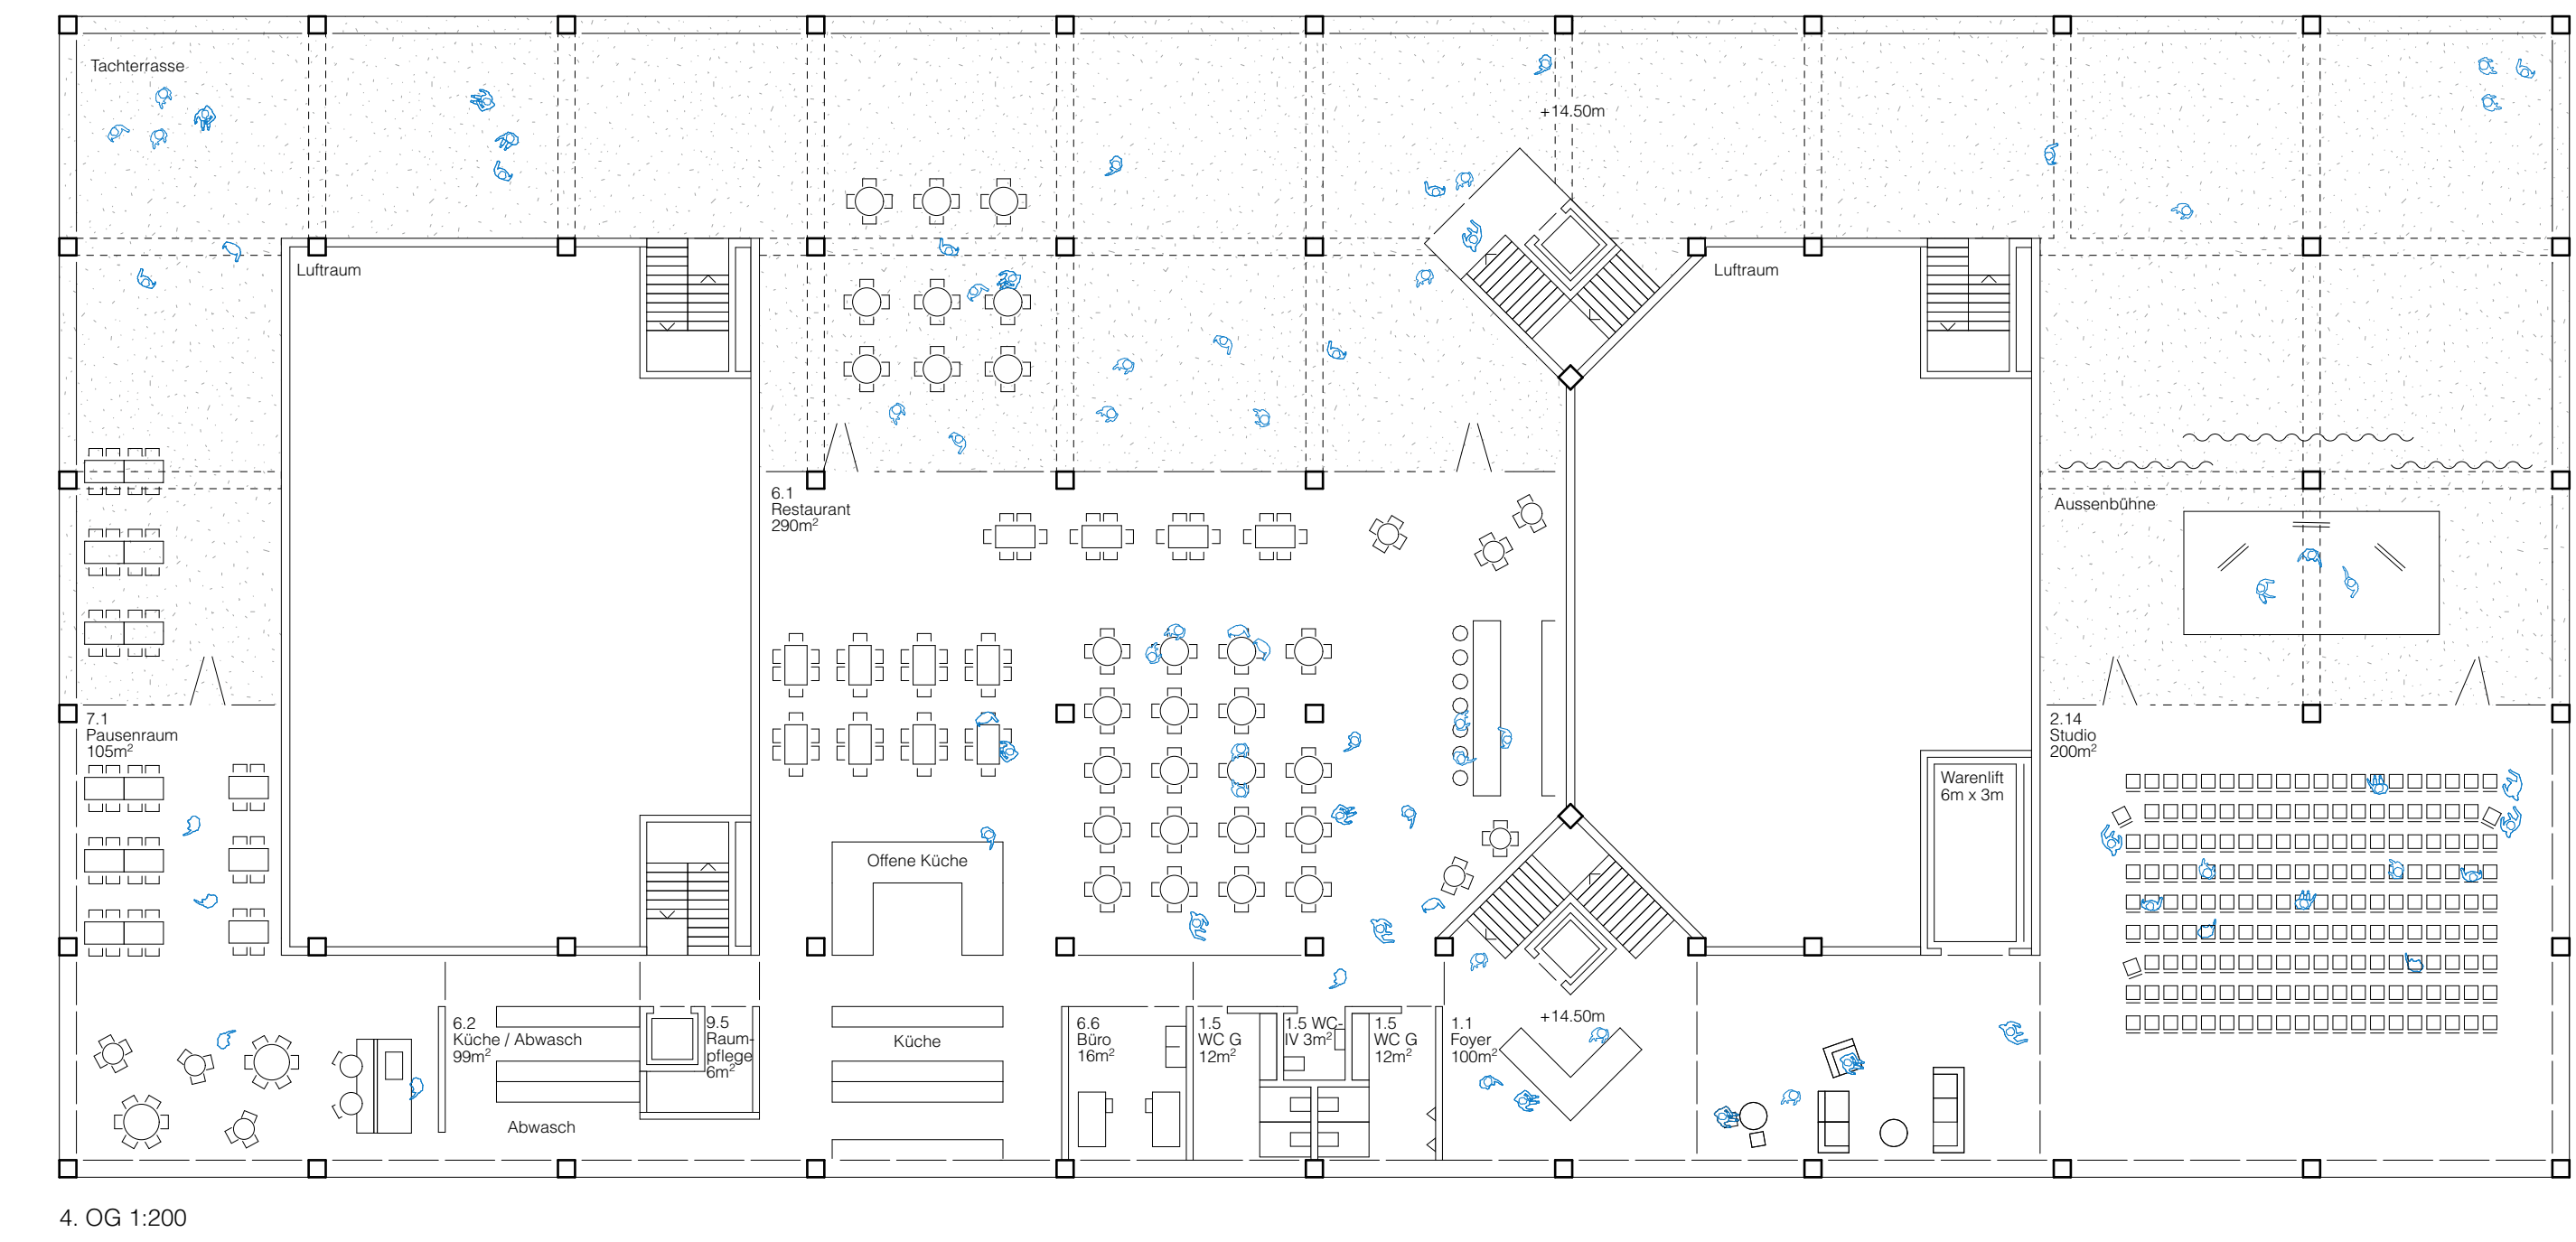 Tachterrasse
+14.50m
Luftraum
Luftraum
6.1
Restaurant
290m²
Aussenbühne
7.1
Pausenraum
105m²
2.14
Studio
200m²
Warenlift
6m x 3m
Offene Küche
6.2
Küche / Abwasch
99m²
9.5
Raum-
pflege
6m²
Küche
6.6
Büro
16m²
1.5
WC G
12m²
1.5 WC-
IV 3m²
1.5
WC G
12m²
1.1
Foyer
100m²
+14.50m
Abwasch
4. OG 1:200